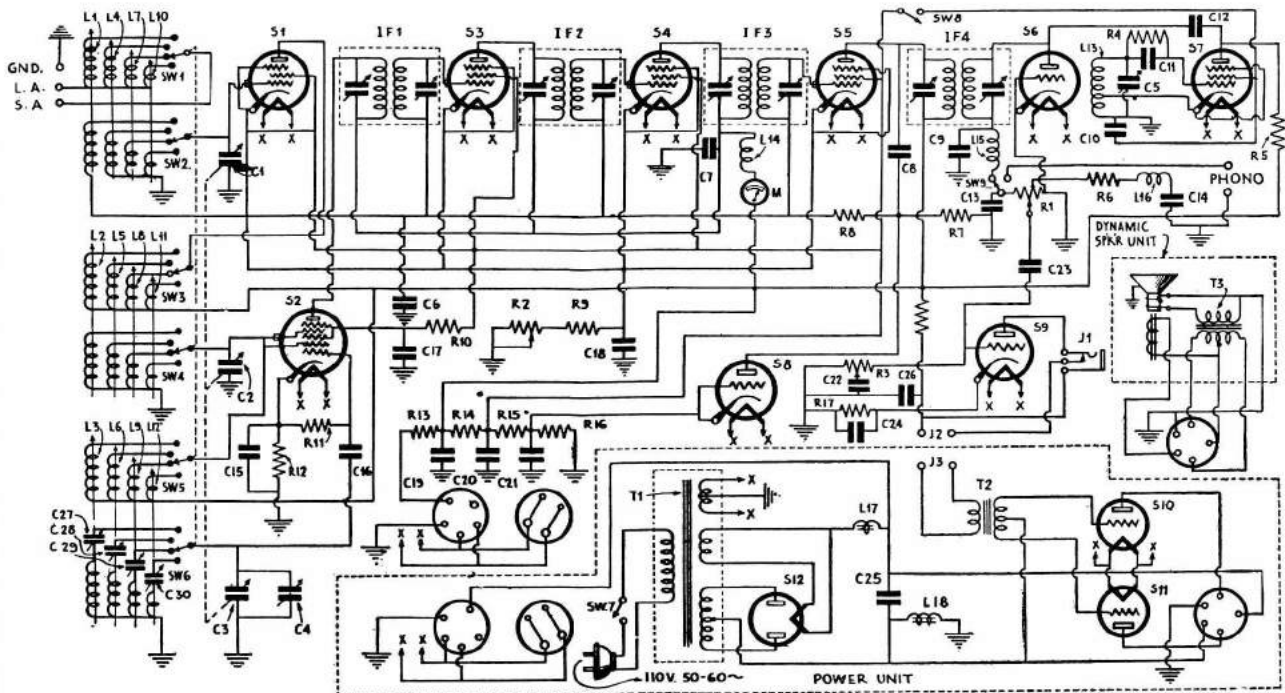 L1 L4 L7 L10
GND.
L.A.
S.A
SW1
S1
IF1
S3
IF2
S4
IF3
S5
SW8
IF4
S6
C12
S7
R4
L13
C11
C5
C10
R5
X X
X X
X X
X X
X X
X X
SW2
C1
C7
L14
M
C8
C9
L15
SW9
C13
R1
R6
L16
C14
PHONO
R8
R7
DYNAMIC
SPKR UNIT
L2 L5 L8 L11
SW3
S2
C6
C17
R10
R2
R9
C18
C23
T3
SW4
C2
X X
S8
X X
R3
C22
C26
R17
C24
S9
X X
J1
J2
L3 L6 L9 L12
SW5
C15
R11
R12
C16
R13 R14 R15 R16
C19
C20
C21
X X
T1
X
X
L17
J3
T2
S10
X X
C27
C28
C29
SW6
C30
C3
C4
X X
SW.7
S12
C25
L18
S11
110V. 50-60~
POWER UNIT